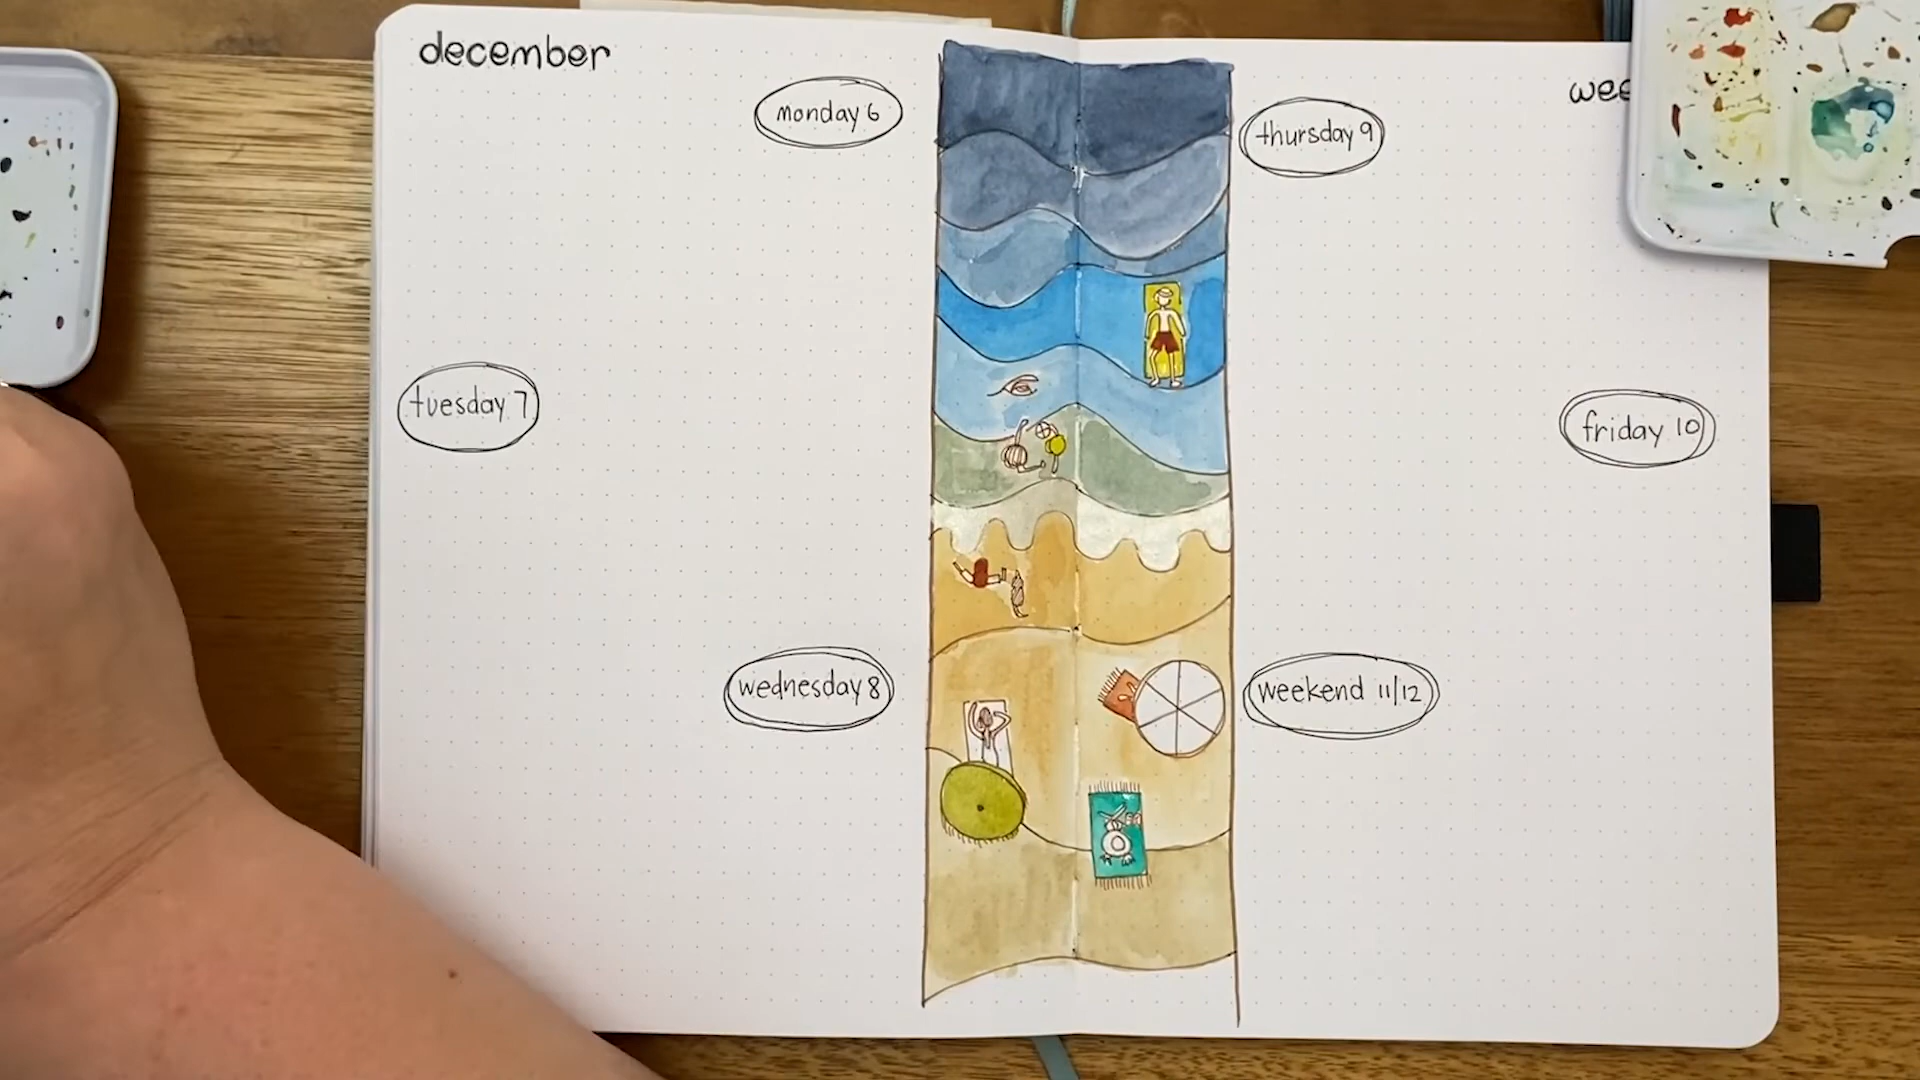 december
monday 6
thursday 9
tuesday 7
friday 10
wednesday 8
weekend 11/12